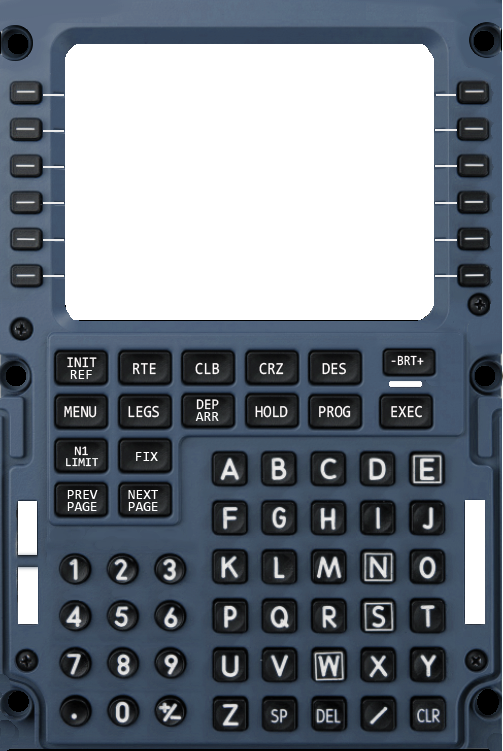 INIT REF RTE CLB CRZ DES -BRT+
MENU LEGS DEP ARR HOLD PROG EXEC
N1 LIMIT FIX
PREV PAGE NEXT PAGE
A B C D E
F G H I J
1 2 3 K L M N O
4 5 6 P Q R S T
7 8 9 U V W X Y
. 0 +/- Z SP DEL / CLR